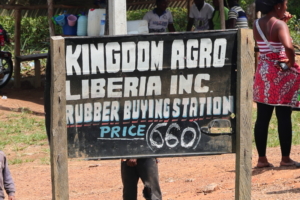 KINGDOM AGRO
LIBERIA INC.
RUBBER BUYING STATION
PRICE 660